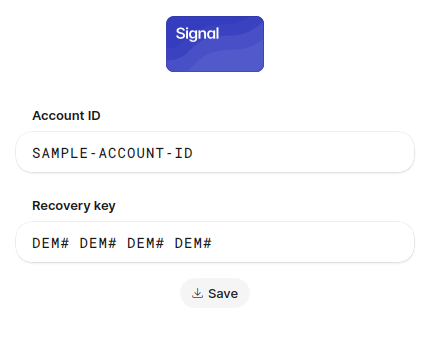 Signal
Account ID
SAMPLE-ACCOUNT-ID
Recovery key
DEM# DEM# DEM# DEM#
Save